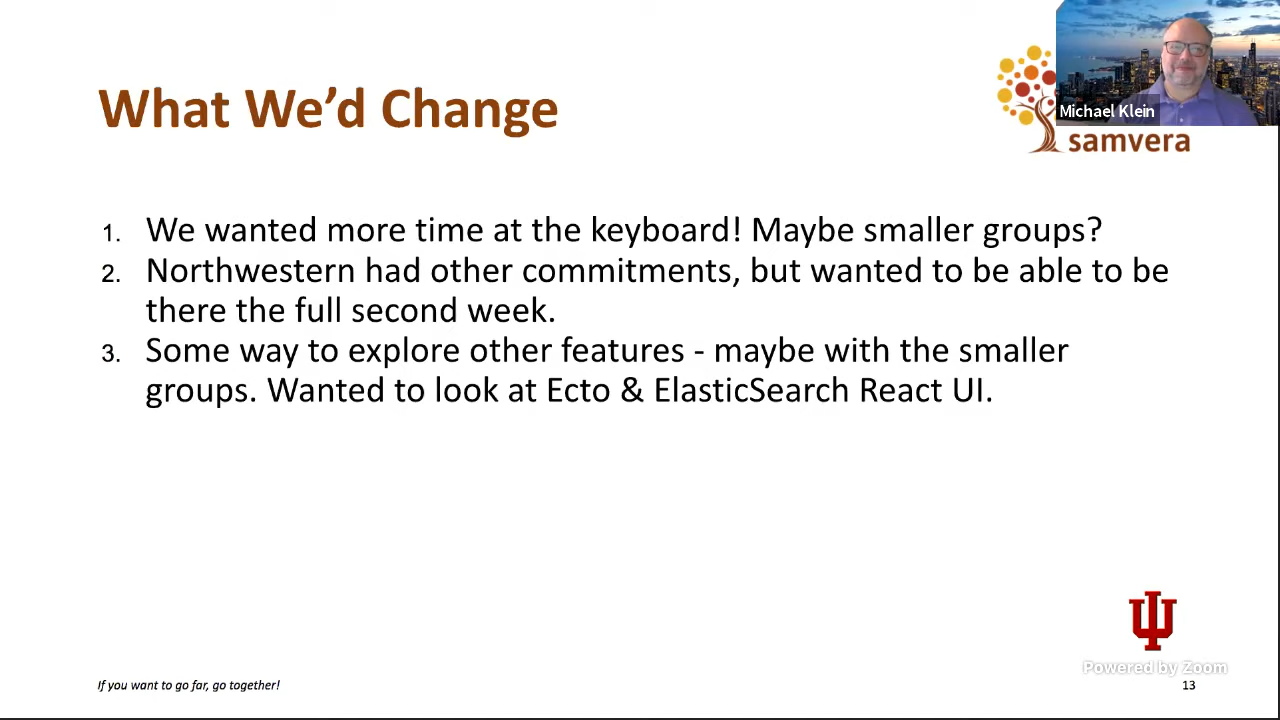 What We'd Change
Michael Klein
samvera
1. We wanted more time at the keyboard! Maybe smaller groups?
2. Northwestern had other commitments, but wanted to be able to be
there the full second week.
3. Some way to explore other features - maybe with the smaller
groups. Wanted to look at Ecto & ElasticSearch React UI.
Powered by Zoom
If you want to go far, go together!
13